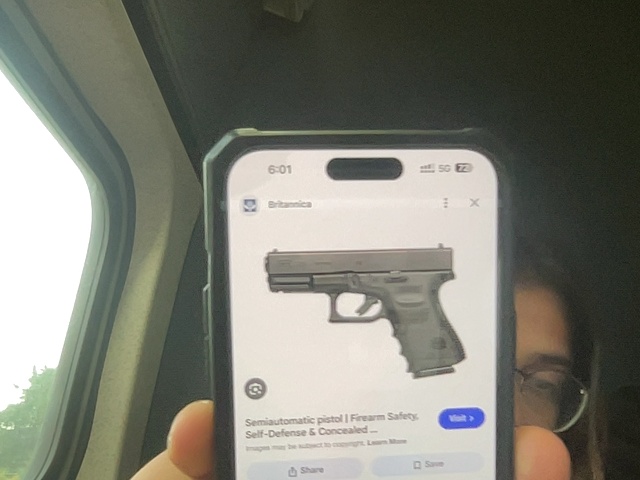 6:01
5G 72
Britannica
Semiautomatic pistol | Firearm Safety,
Self-Defense & Concealed ...
Images may be subject to copyright. Learn More
Visit >
Share
Save